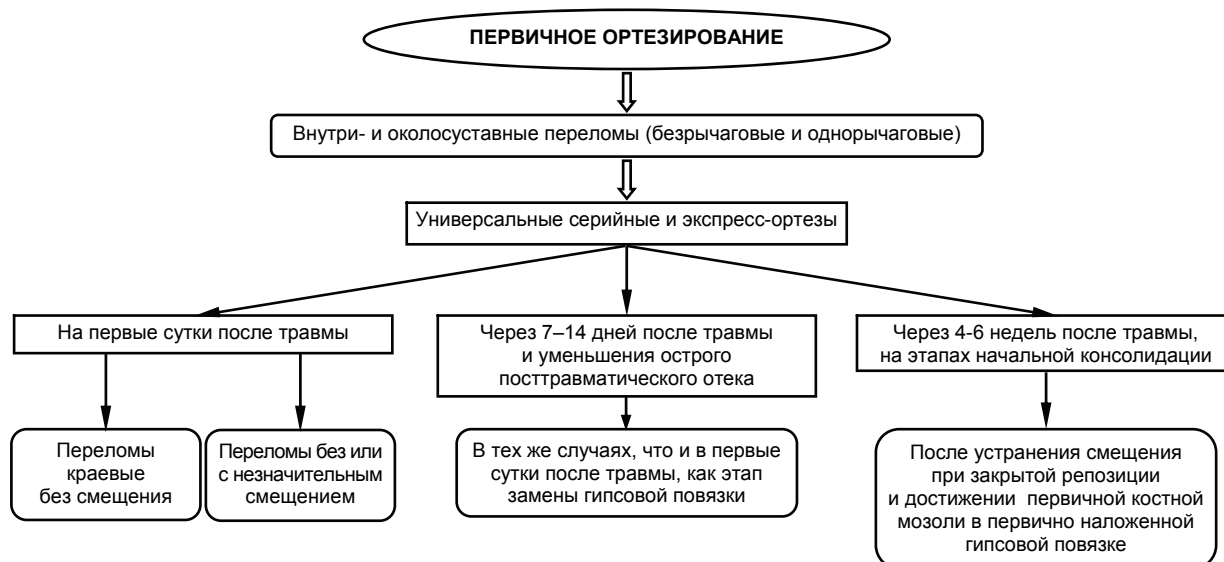 ПЕРВИЧНОЕ ОРТЕЗИРОВАНИЕ
Внутри- и околосуставные переломы (безрычаговые и однорычаговые)
Универсальные серийные и экспресс-ортезы
На первые сутки после травмы
Через 7–14 дней после травмы
и уменьшения острого
посттравматического отека
Через 4-6 недель после травмы,
на этапах начальной консолидации
Переломы
краевые
без смещения
Переломы без или
с незначительным
смещением
В тех же случаях, что и в первые
сутки после травмы, как этап
замены гипсовой повязки
После устранения смещения
при закрытой репозиции
и достижении первичной костной
мозоли в первично наложенной
гипсовой повязке